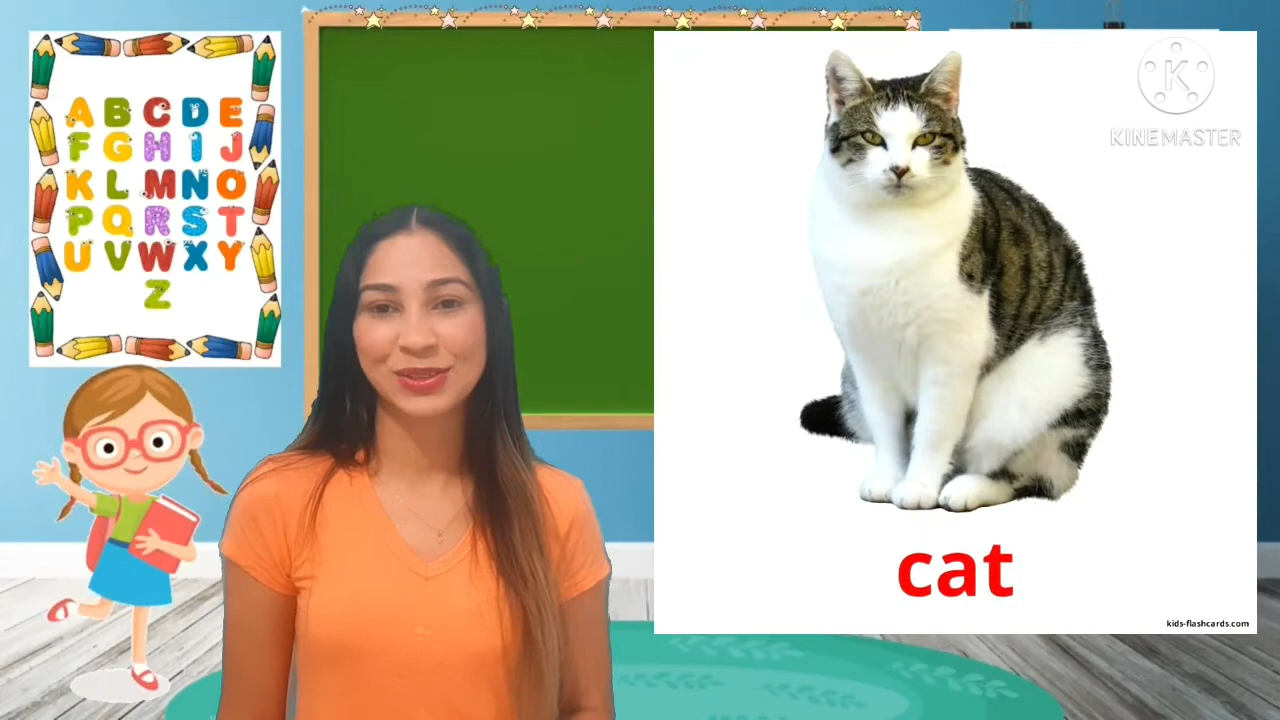 A B C D E
F G H I J
K L M N O
P Q R S T
U V W X Y
Z
K
KINEMASTER
cat
kids-flashcards.com